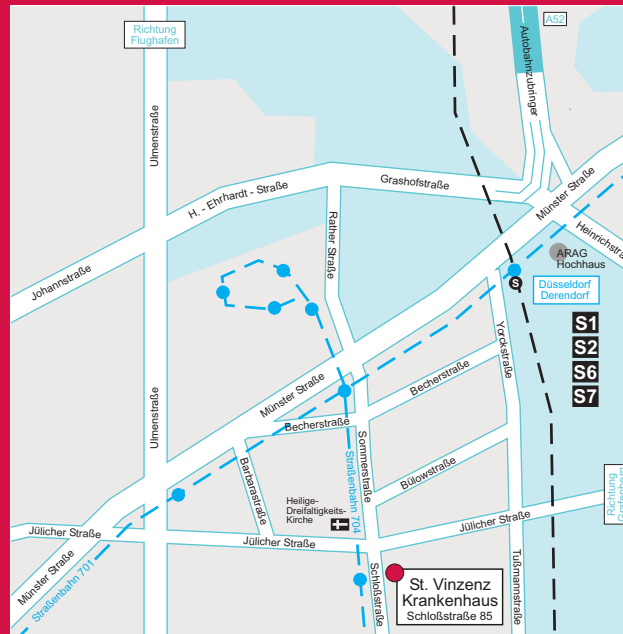 Richtung
Flughafen
A52
Autobahnzubringer
Ulmenstraße
H. - Ehrhardt - Straße
Grashofstraße
Münster Straße
Rather Straße
Heinrichstra
ARAG
Hochhaus
Johannstraße
S
Düsseldorf
Derendorf
S1
S2
S6
S7
Yorckstraße
Münster Straße
Becherstraße
Becherstraße
Ulmenstraße
Sommerstraße
Barbarastraße
Bülowstraße
Straßenbahn 704
Heilige-
Dreifaltigkeits-
Kirche
Richtung
Grafenberg
Jülicher Straße
Jülicher Straße
Jülicher Straße
Münster Straße
Straßenbahn 701
Schloßstraße
Tußmannstraße
St. Vinzenz
Krankenhaus
Schloßstraße 85